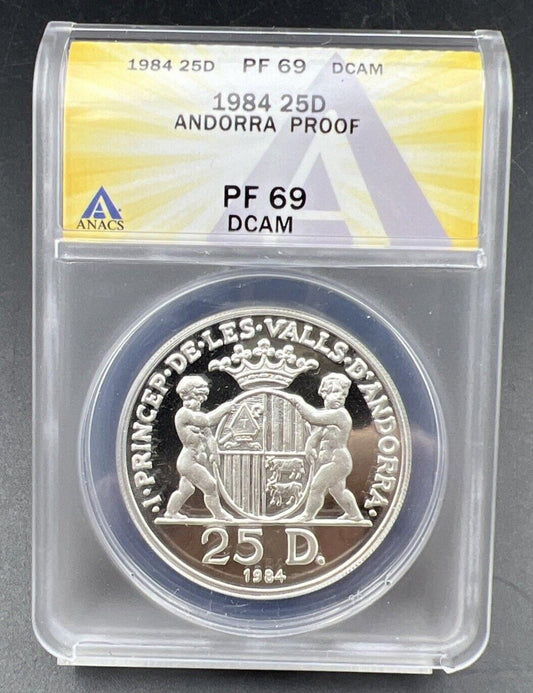 1984 25D PF 69 DCAM
1984 25D
ANDORRA PROOF
PF 69
DCAM
ANACS
·I·PRINCEP·DE·LES·VALLS·D'ANDORRA·
25 D.
1984